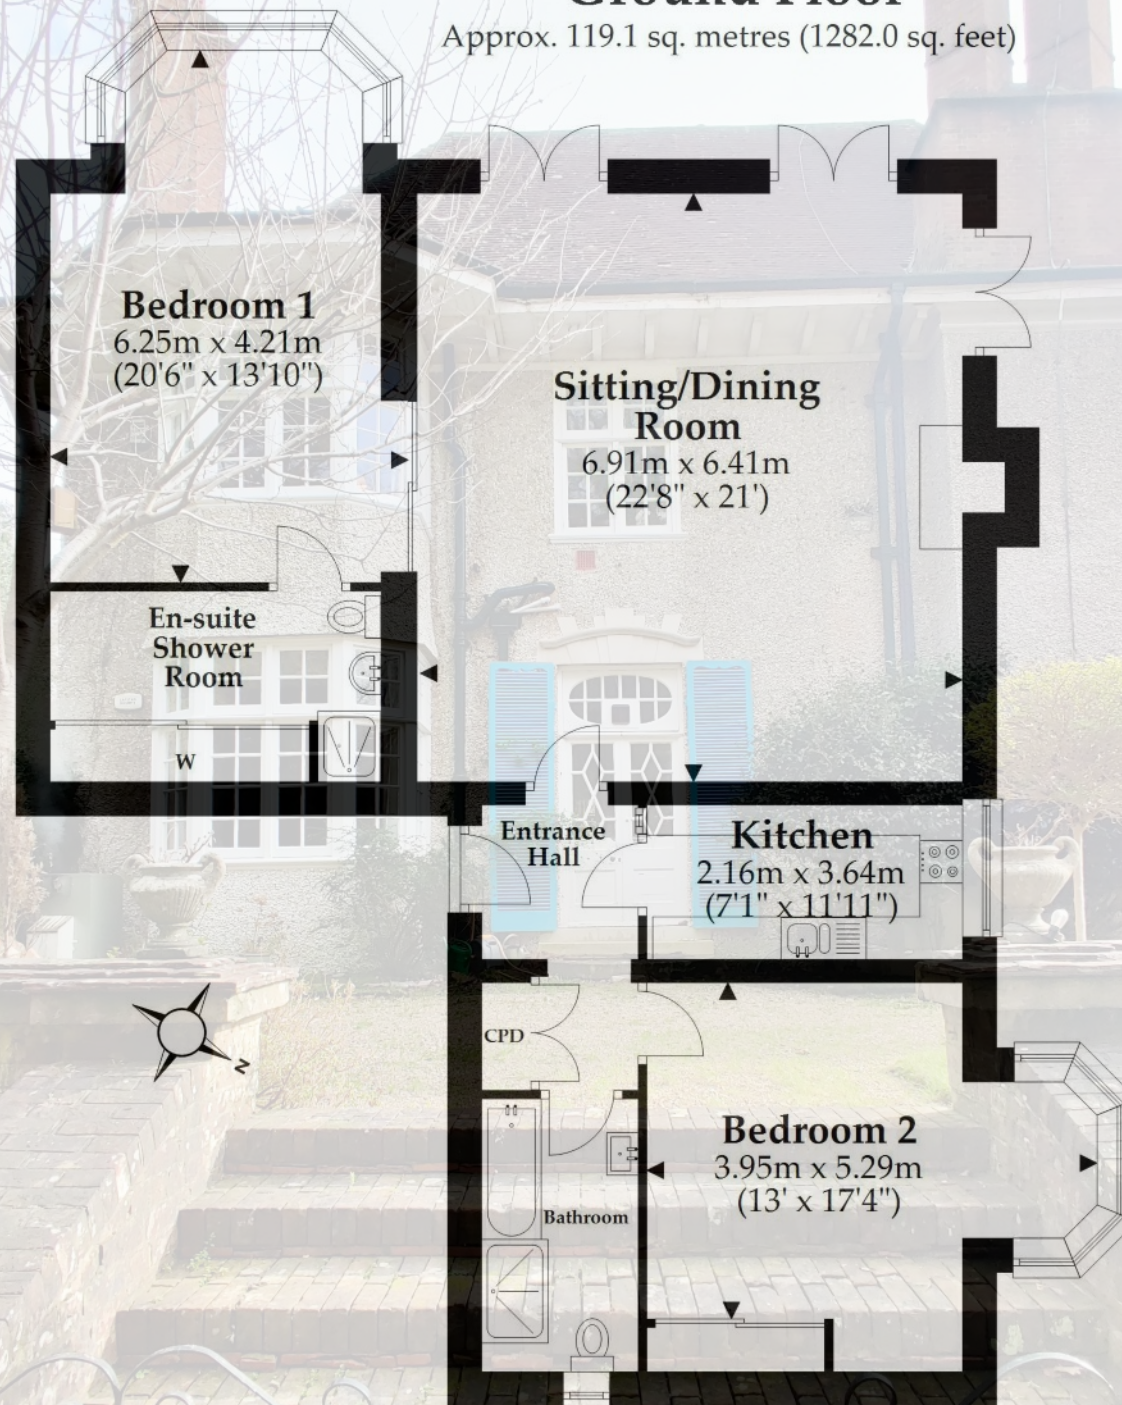 Ground Floor
Approx. 119.1 sq. metres (1282.0 sq. feet)
Bedroom 1
6.25m x 4.21m
(20'6" x 13'10")
Sitting/Dining
Room
6.91m x 6.41m
(22'8" x 21')
En-suite
Shower
Room
W
Entrance
Hall
Kitchen
2.16m x 3.64m
(7'1" x 11'11")
CPD
N
Bedroom 2
3.95m x 5.29m
(13' x 17'4")
Bathroom